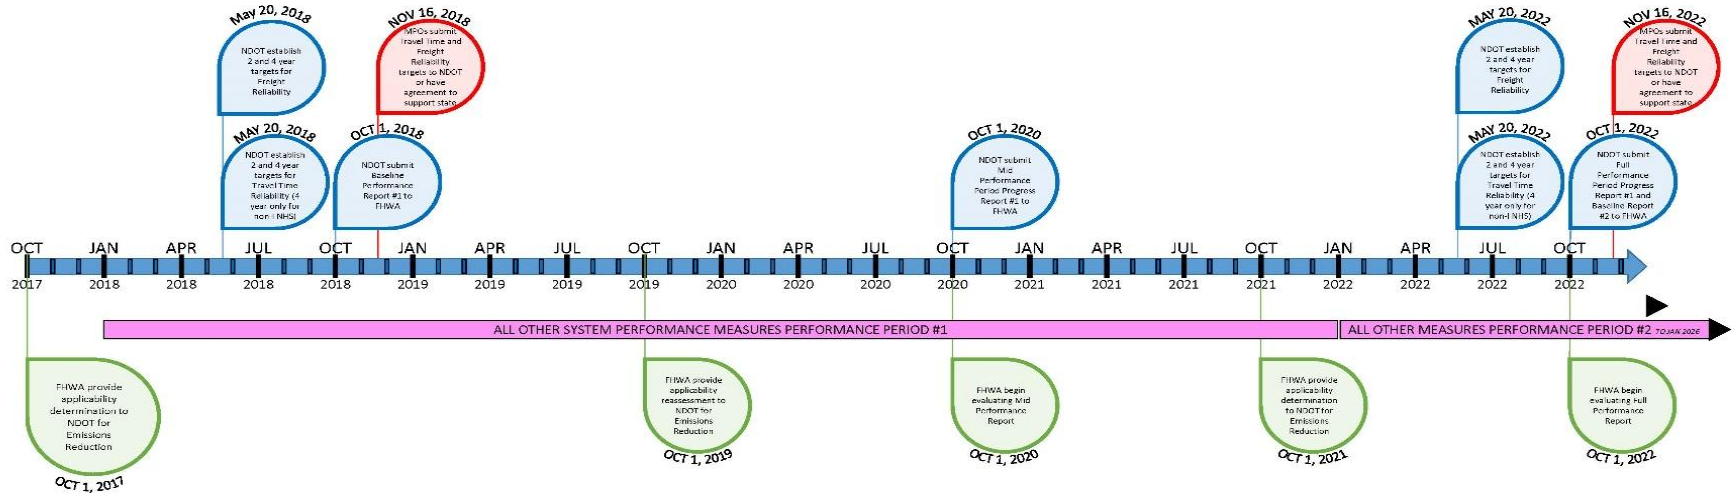 May 20, 2018
NDOT establish
2 and 4 year
targets for
Freight
Reliability
NOV 16, 2018
MPOs submit
Travel Time and
Freight
Reliability
targets to NDOT
or have
agreement to
support state
MAY 20, 2022
NDOT establish
2 and 4 year
targets for
Freight
Reliability
NOV 16, 2022
MPOs submit
Travel Time and
Freight
Reliability
targets to NDOT
or have
agreement to
support state
MAY 20, 2018
NDOT establish
2 and 4 year
targets for
Travel Time
Reliability (4
year only for
non-I NHS)
OCT 1, 2018
NDOT submit
Baseline
Performance
Report #1 to
FHWA
OCT 1, 2020
NDOT submit
Mid
Performance
Period Progress
Report #1 to
FHWA
MAY 20, 2022
NDOT establish
2 and 4 year
targets for
Travel Time
Reliability (4
year only for
non-I NHS)
OCT 1, 2022
NDOT submit
Full
Performance
Period Progress
Report #1 and
Baseline Report
#2 to FHWA
OCT JAN APR JUL OCT JAN APR JUL OCT JAN APR JUL OCT JAN APR JUL OCT JAN APR JUL OCT
2017 2018 2018 2018 2018 2019 2019 2019 2019 2020 2020 2020 2020 2021 2021 2021 2021 2022 2022 2022 2022
ALL OTHER SYSTEM PERFORMANCE MEASURES PERFORMANCE PERIOD #1
ALL OTHER MEASURES PERFORMANCE PERIOD #2 TO JAN 2026
FHWA provide
applicability
determination to
NDOT for
Emissions
Reduction
OCT 1, 2017
FHWA provide
applicability
reassessment to
NDOT for
Emissions
Reduction
OCT 1, 2019
FHWA begin
evaluating Mid
Performance
Report
OCT 1, 2020
FHWA provide
applicability
determination
to NDOT for
Emissions
Reduction
OCT 1, 2021
FHWA begin
evaluating Full
Performance
Report
OCT 1, 2022